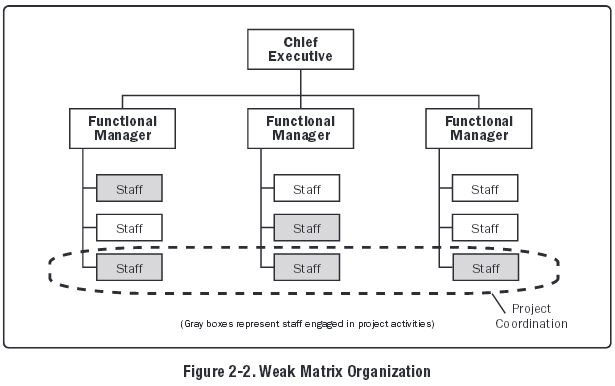 Chief
Executive
Functional
Manager
Functional
Manager
Functional
Manager
Staff
Staff
Staff
Staff
Staff
Staff
Staff
Staff
Staff
Project
Coordination
(Gray boxes represent staff engaged in project activities)
Figure 2-2. Weak Matrix Organization